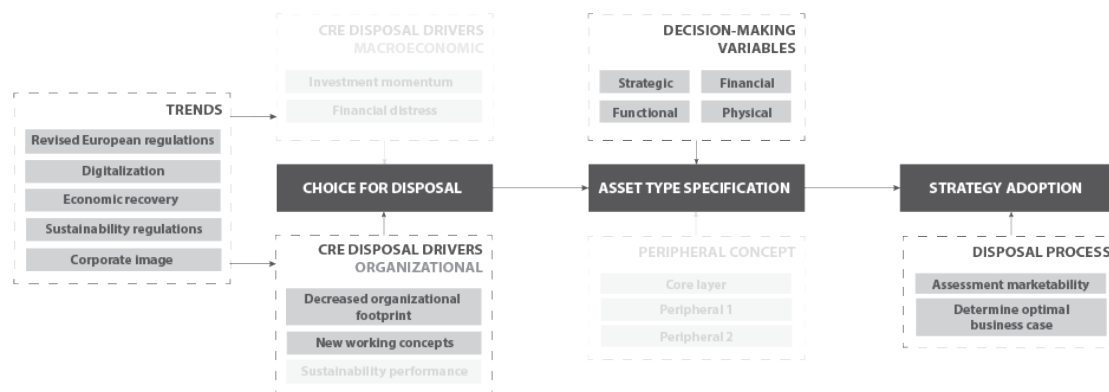 TRENDS
Revised European regulations
Digitalization
Economic recovery
Sustainability regulations
Corporate image
CRE DISPOSAL DRIVERS
MACROECONOMIC
Investment momentum
Financial distress
CHOICE FOR DISPOSAL
CRE DISPOSAL DRIVERS
ORGANIZATIONAL
Decreased organizational
footprint
New working concepts
Sustainability performance
DECISION-MAKING
VARIABLES
Strategic
Financial
Functional
Physical
ASSET TYPE SPECIFICATION
PERIPHERAL CONCEPT
Core layer
Peripheral 1
Peripheral 2
STRATEGY ADOPTION
DISPOSAL PROCESS
Assessment marketability
Determine optimal
business case